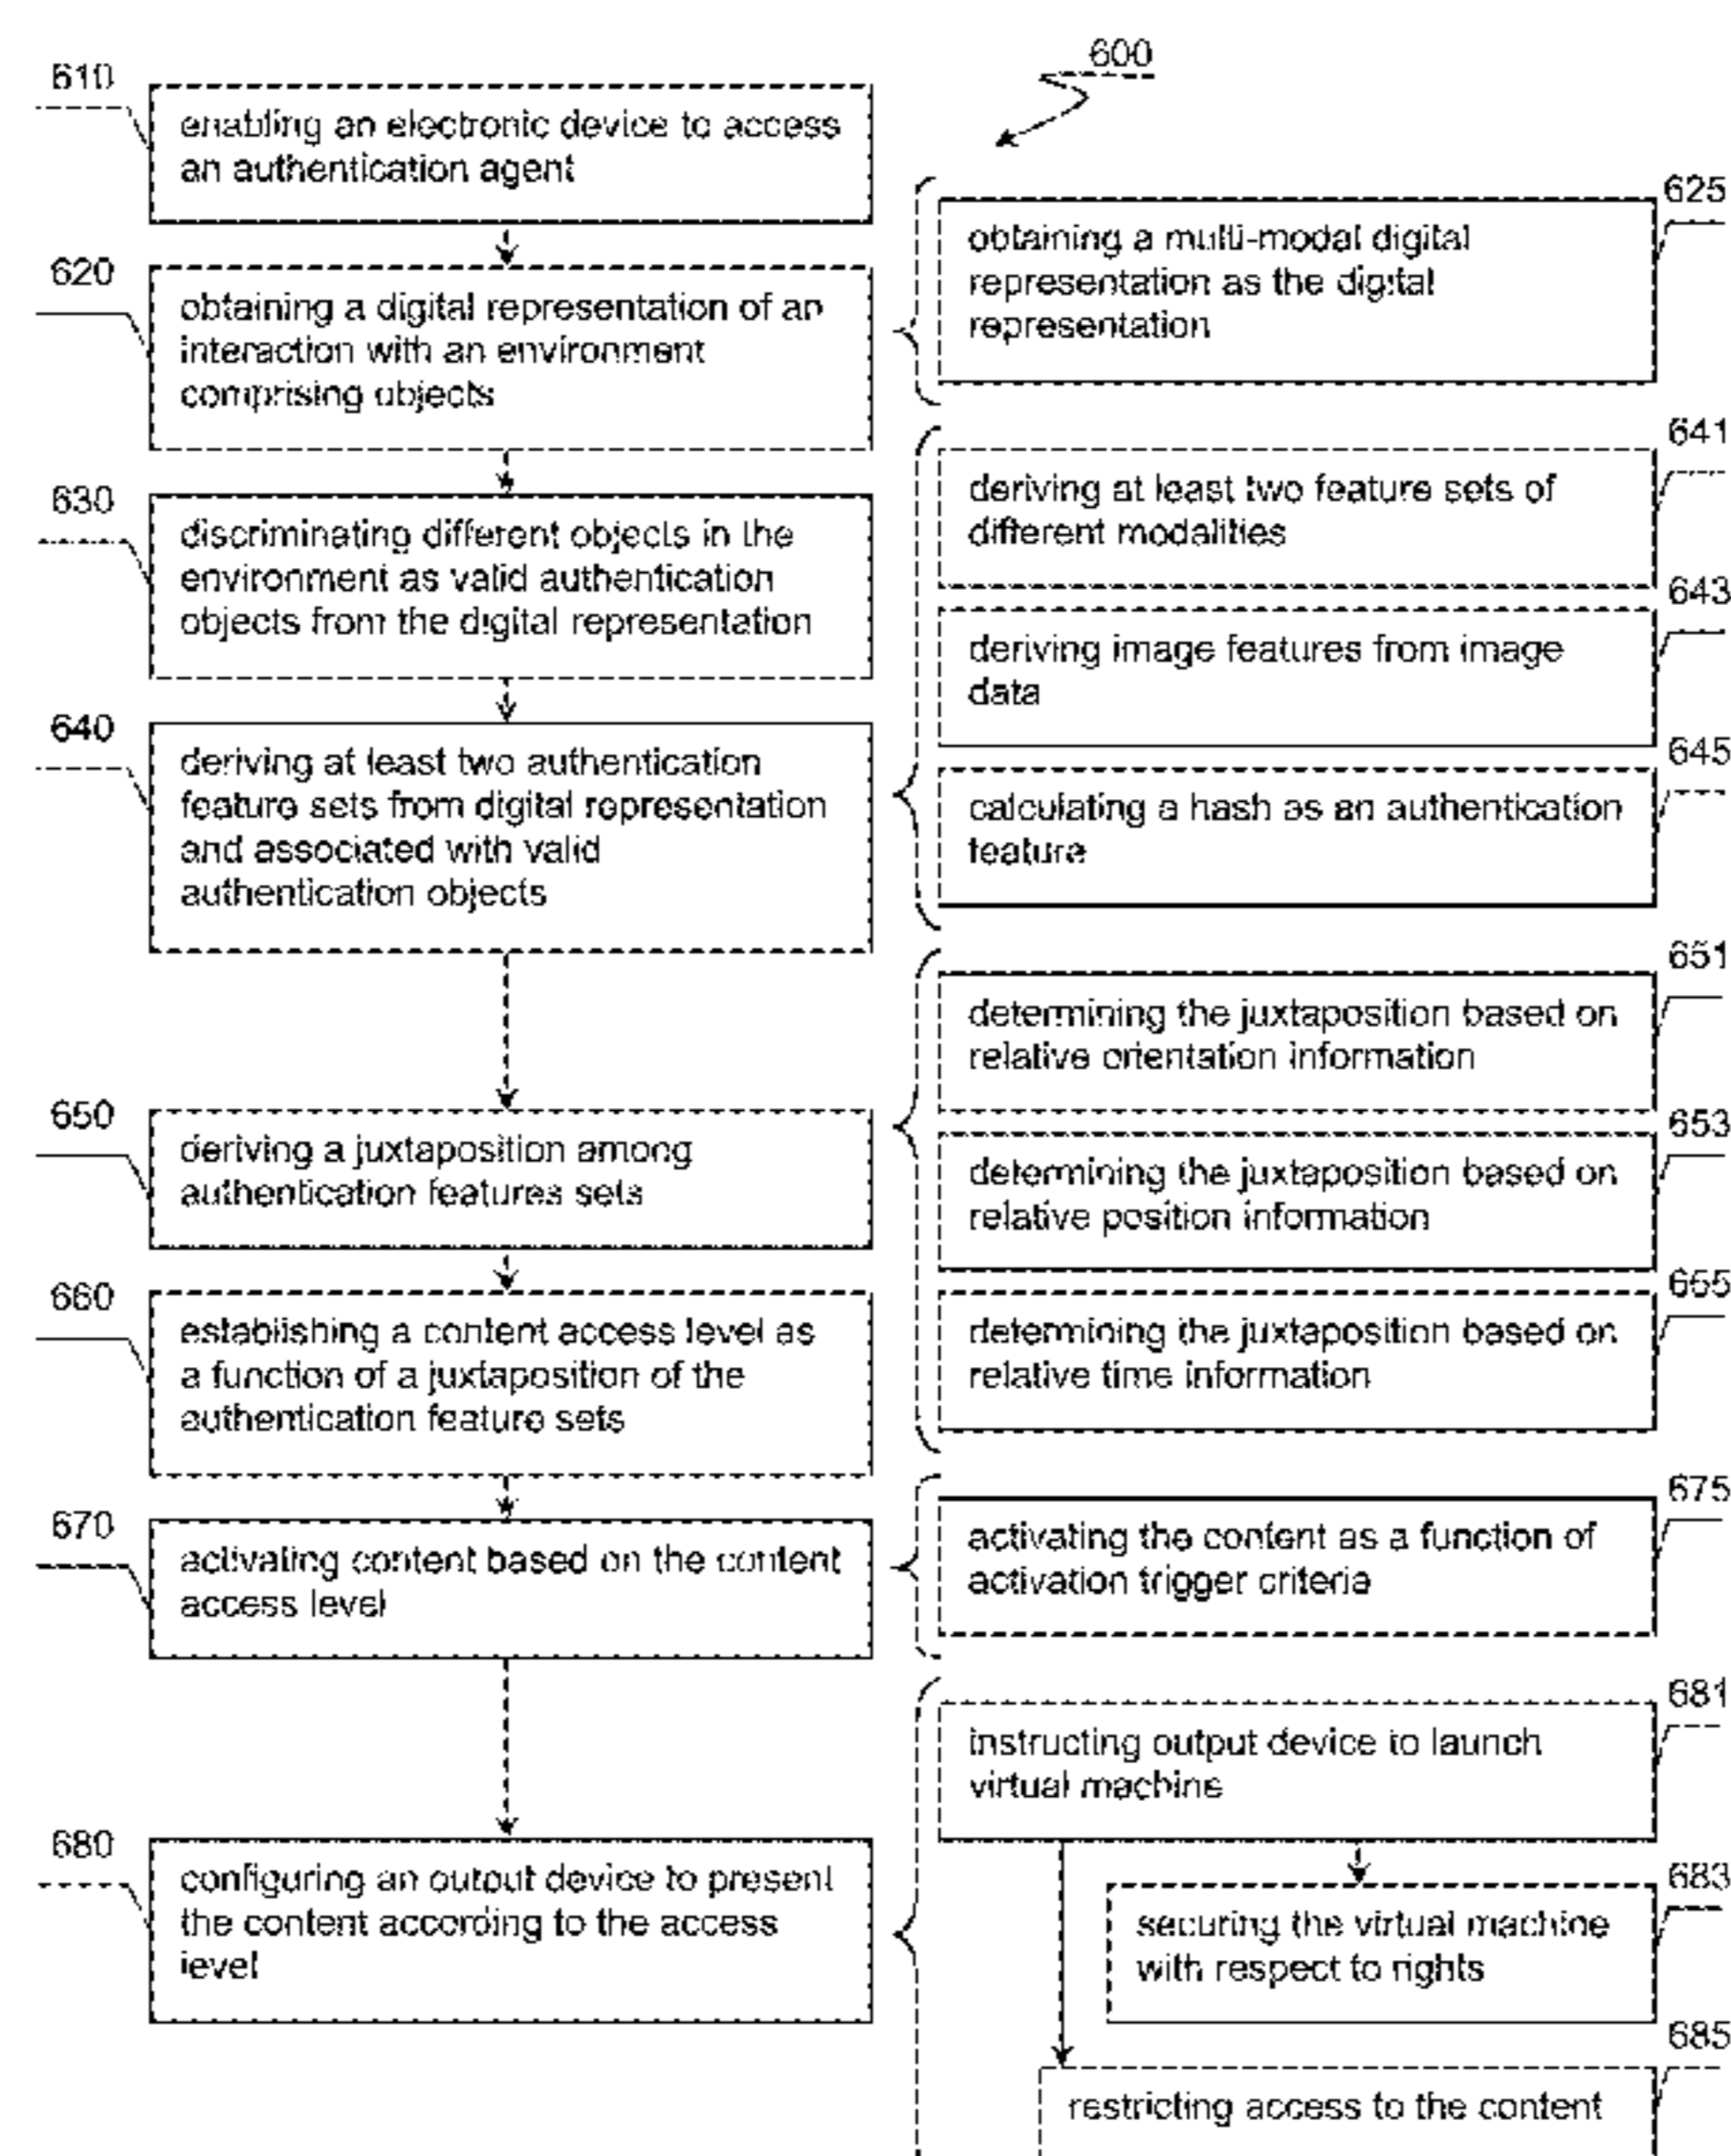 600
610
enabling an electronic device to access
an authentication agent
620
obtaining a digital representation of an
interaction with an environment
comprising objects
625
obtaining a multi-modal digital
representation as the digital
representation
630
discriminating different objects in the
environment as valid authentication
objects from the digital representation
640
deriving at least two authentication
feature sets from digital representation
and associated with valid
authentication objects
641
deriving at least two feature sets of
different modalities
643
deriving image features from image
data
645
calculating a hash as an authentication
feature
650
deriving a juxtaposition among
authentication features sets
651
determining the juxtaposition based on
relative orientation information
653
determining the juxtaposition based on
relative position information
655
determining the juxtaposition based on
relative time information
660
establishing a content access level as
a function of a juxtaposition of the
authentication feature sets
670
activating content based on the content
access level
675
activating the content as a function of
activation trigger criteria
680
configuring an output device to present
the content according to the access
level
681
instructing output device to launch
virtual machine
683
securing the virtual machine
with respect to rights
685
restricting access to the content